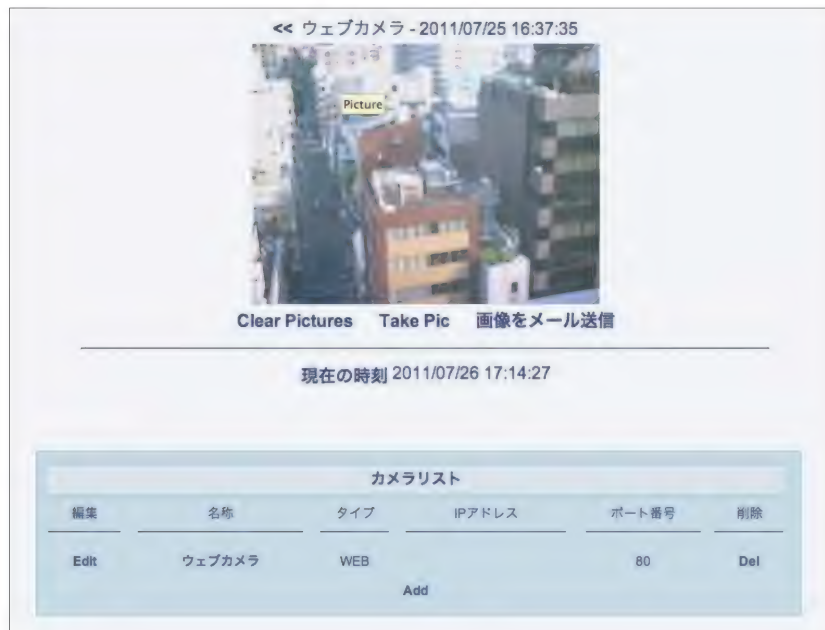 << ウェブカメラ - 2011/07/25 16:37:35
Picture
Clear Pictures Take Pic 画像をメール送信
現在の時刻 2011/07/26 17:14:27
カメラリスト
編集 名称 タイプ IPアドレス ポート番号 削除
Edit ウェブカメラ WEB 80 Del
Add